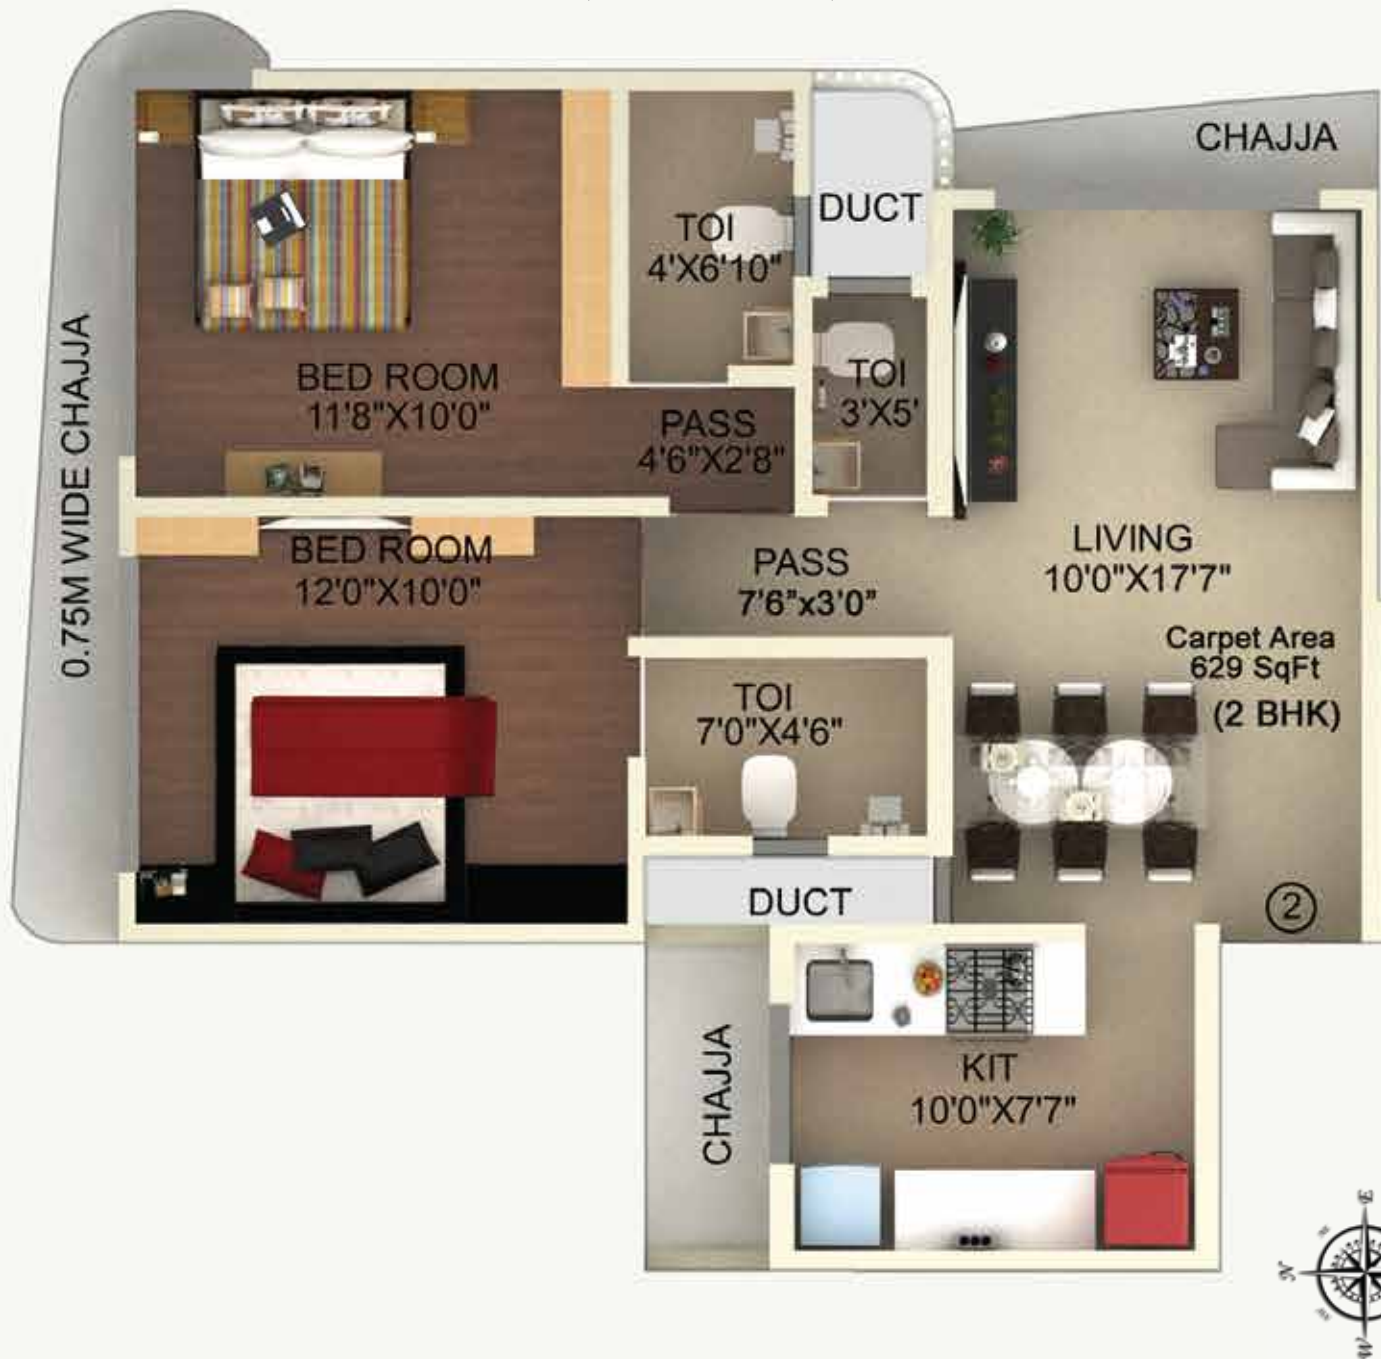 CHAJJA
DUCT
TOI
4'X6'10"
TOI
3'X5'
BED ROOM
11'8"X10'0"
PASS
4'6"X2'8"
0.75M WIDE CHAJJA
BED ROOM
12'0"X10'0"
PASS
7'6"x3'0"
LIVING
10'0"X17'7"
Carpet Area
629 SqFt
(2 BHK)
TOI
7'0"X4'6"
DUCT
2
CHAJJA
KIT
10'0"X7'7"
E
N
W